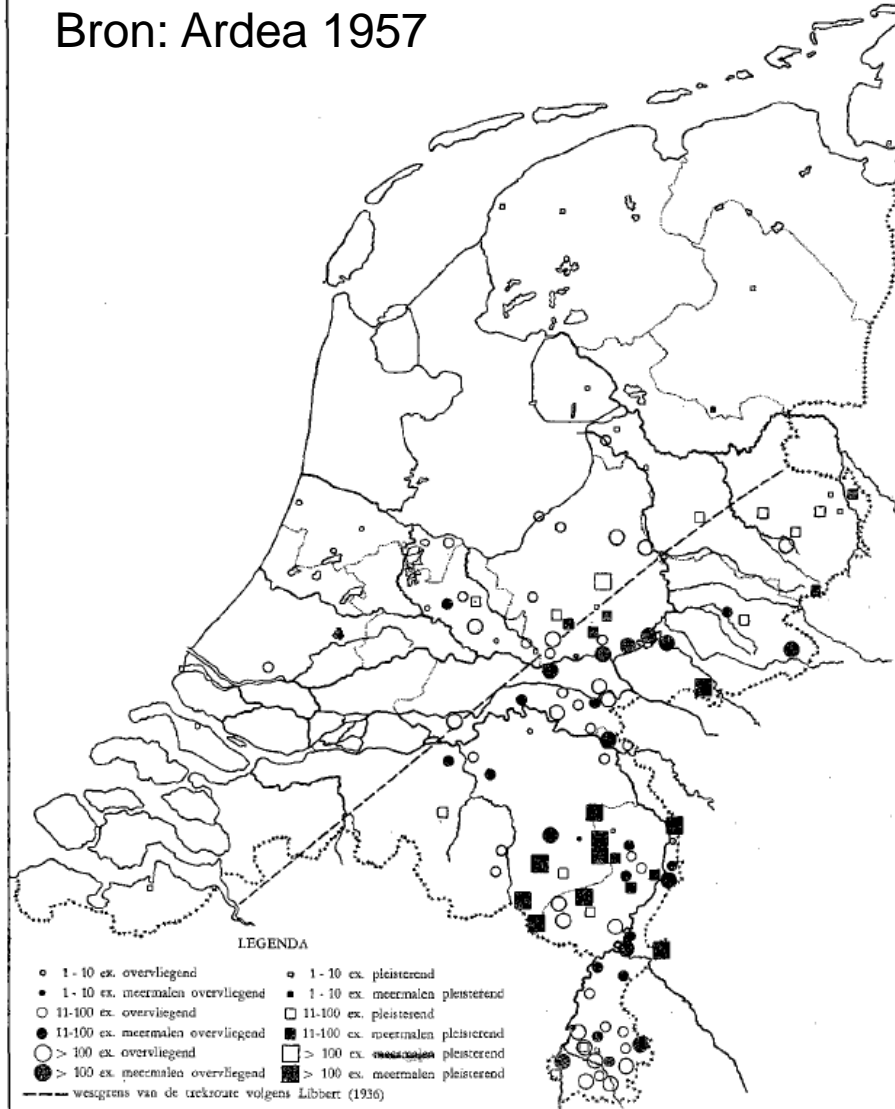 Bron: Ardea 1957
LEGENDA
1 - 10 ex. overvliegend
1 - 10 ex. meermalen overvliegend
11-100 ex. overvliegend
11-100 ex. meermalen overvliegend
> 100 ex. overvliegend
> 100 ex. meermalen overvliegend
1 - 10 ex. pleisterend
1 - 10 ex. meermalen pleisterend
11-100 ex. pleisterend
11-100 ex. meermalen pleisterend
> 100 ex. meermalen pleisterend
> 100 ex. meermalen pleisterend
westgrens van de trekroute volgens Libbert (1936)